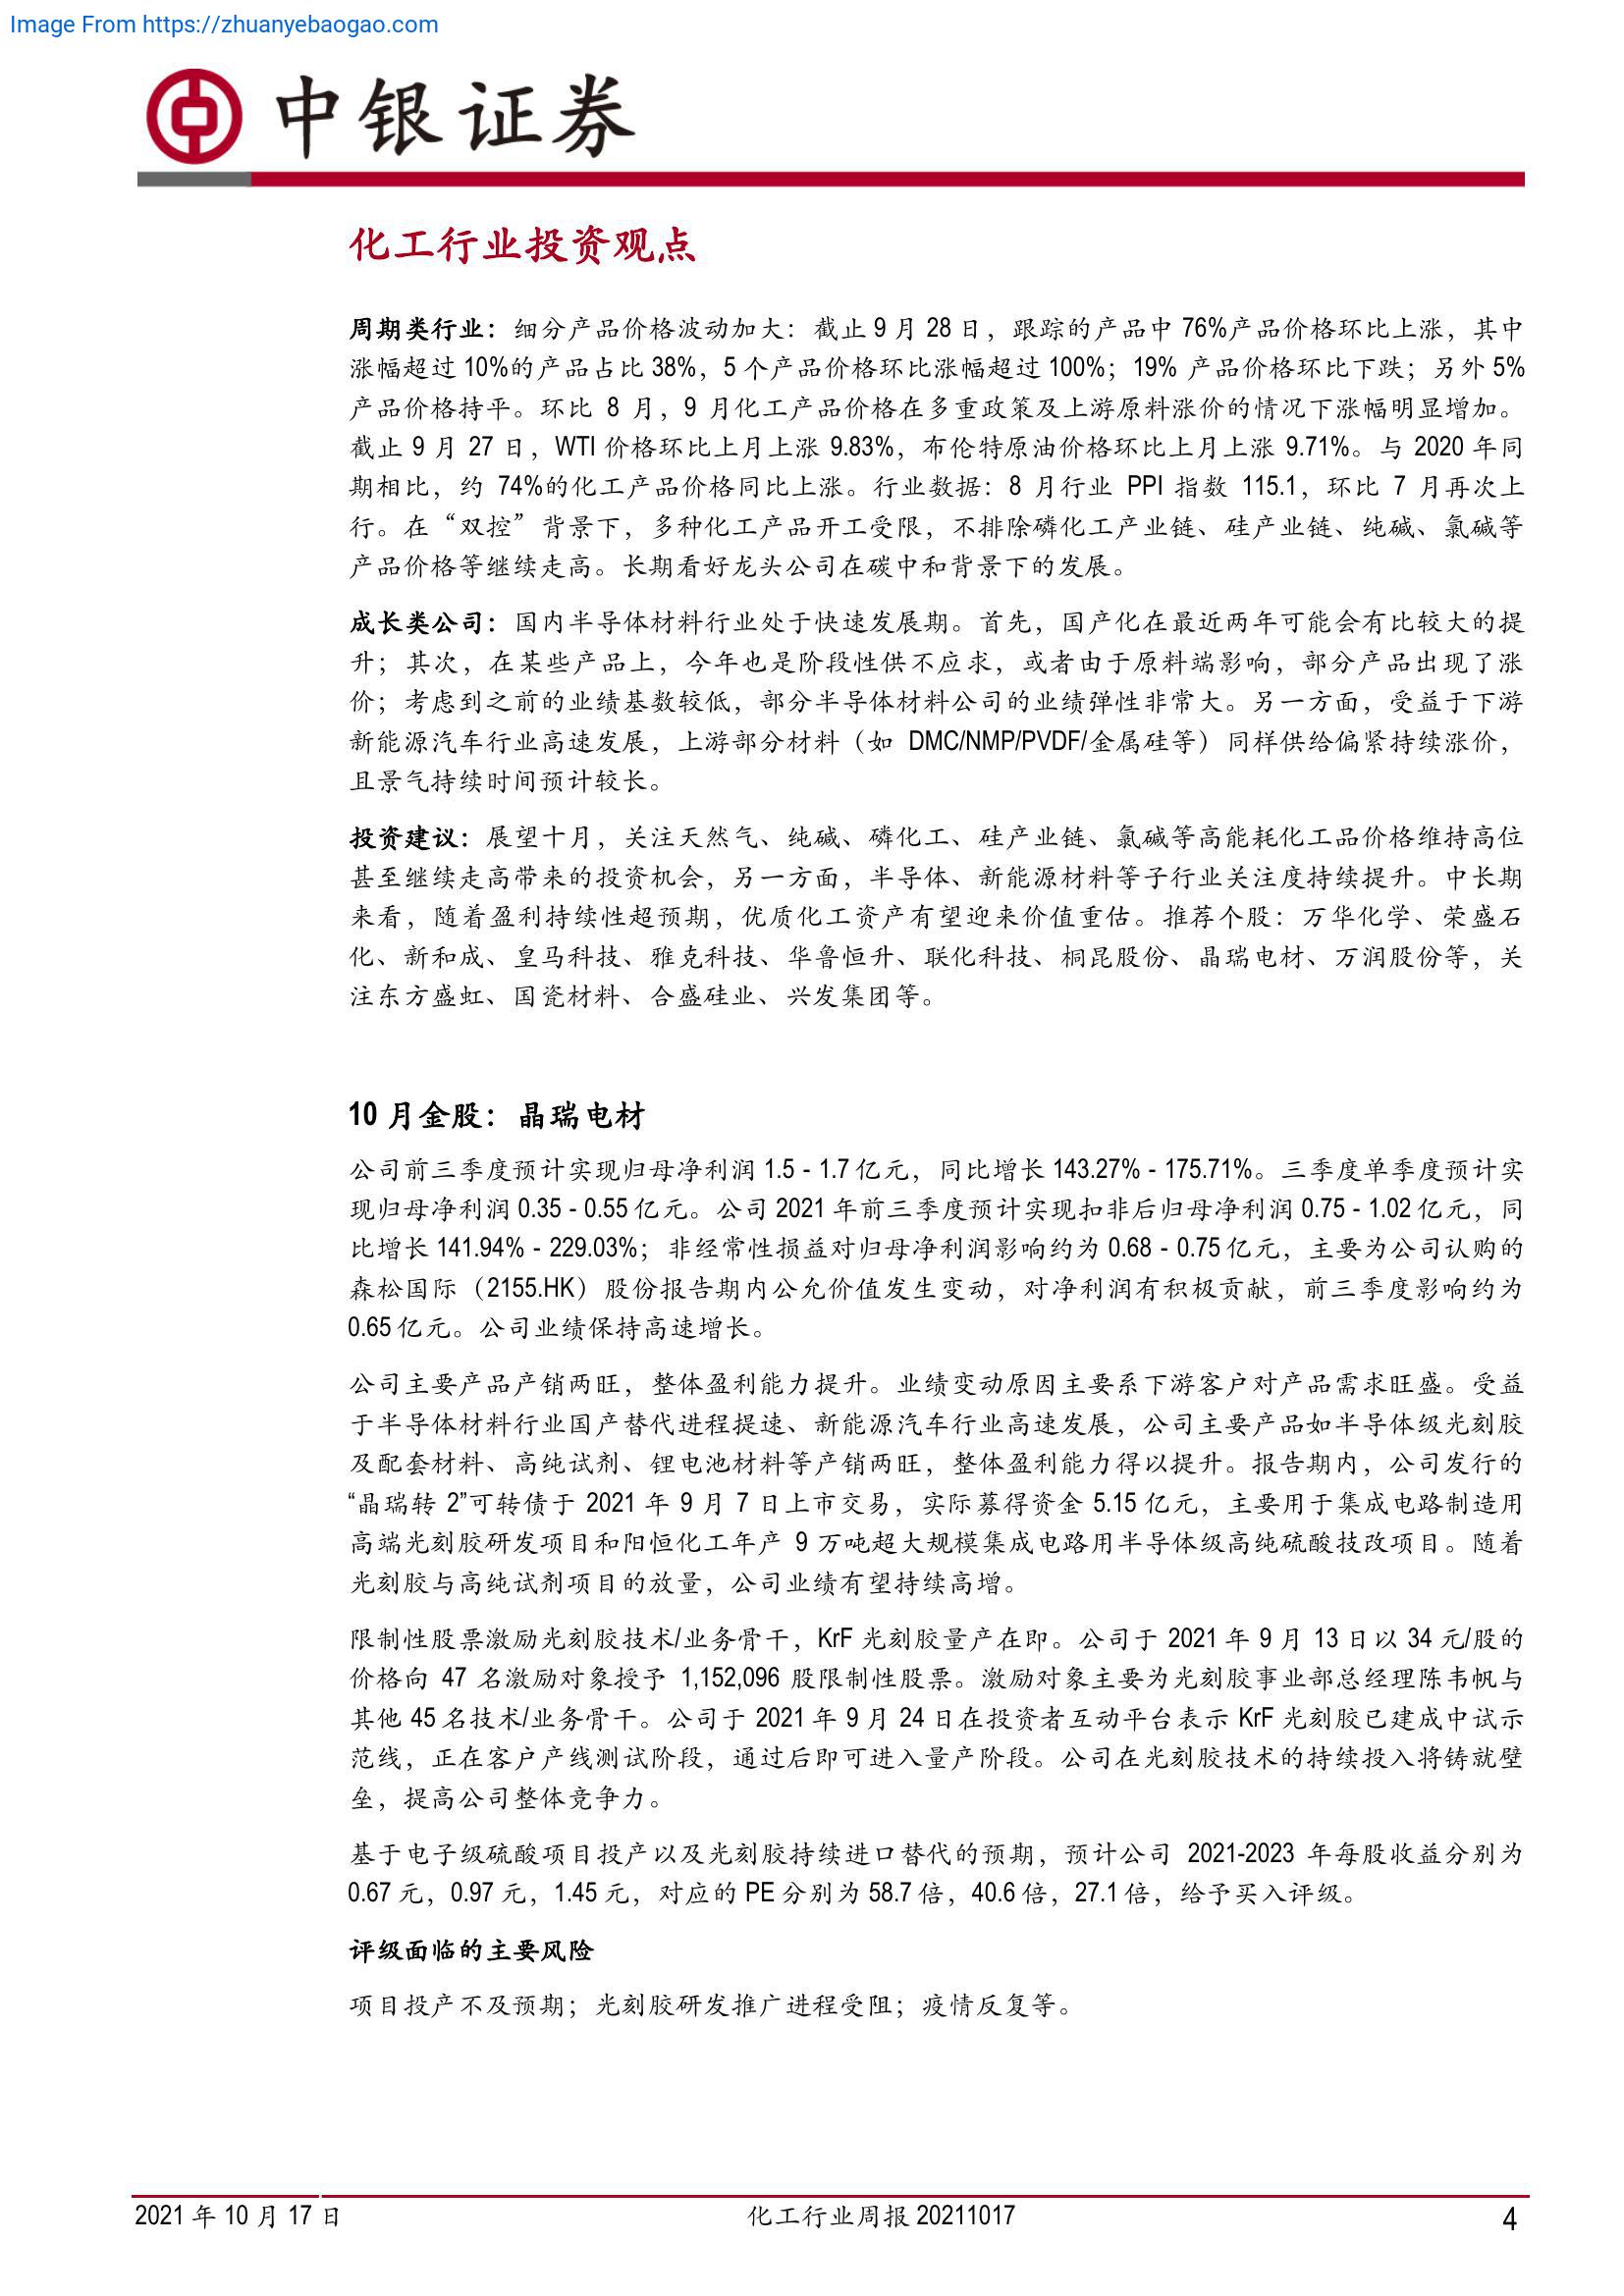 Image From https://zhuanyebaogao.com
中银证券
化工行业投资观点
周期类行业：细分产品价格波动加大：截止 9 月 28 日，跟踪的产品中 76%产品价格环比上涨，其中
涨幅超过 10%的产品占比 38%，5 个产品价格环比涨幅超过 100%；19% 产品价格环比下跌；另外 5%
产品价格持平。环比 8 月，9 月化工产品价格在多重政策及上游原料涨价的情况下涨幅明显增加。
截止 9 月 27 日，WTI 价格环比上月上涨 9.83%，布伦特原油价格环比上月上涨 9.71%。与 2020 年同
期相比，约 74%的化工产品价格同比上涨。行业数据：8 月行业 PPI 指数 115.1，环比 7 月再次上
行。在“双控”背景下，多种化工产品开工受限，不排除磷化工产业链、硅产业链、纯碱、氯碱等
产品价格等继续走高。长期看好龙头公司在碳中和背景下的发展。
成长类公司：国内半导体材料行业处于快速发展期。首先，国产化在最近两年可能会有比较大的提
升；其次，在某些产品上，今年也是阶段性供不应求，或者由于原料端影响，部分产品出现了涨
价；考虑到之前的业绩基数较低，部分半导体材料公司的业绩弹性非常大。另一方面，受益于下游
新能源汽车行业高速发展，上游部分材料（如 DMC/NMP/PVDF/金属硅等）同样供给偏紧持续涨价，
且景气持续时间预计较长。
投资建议：展望十月，关注天然气、纯碱、磷化工、硅产业链、氯碱等高能耗化工品价格维持高位
甚至继续走高带来的投资机会，另一方面，半导体、新能源材料等子行业关注度持续提升。中长期
来看，随着盈利持续性超预期，优质化工资产有望迎来价值重估。推荐个股：万华化学、荣盛石
化、新和成、皇马科技、雅克科技、华鲁恒升、联化科技、桐昆股份、晶瑞电材、万润股份等，关
注东方盛虹、国瓷材料、合盛硅业、兴发集团等。
10 月金股：晶瑞电材
公司前三季度预计实现归母净利润 1.5 - 1.7 亿元，同比增长 143.27% - 175.71%。三季度单季度预计实
现归母净利润 0.35 - 0.55 亿元。公司 2021 年前三季度预计实现扣非后归母净利润 0.75 - 1.02 亿元，同
比增长 141.94% - 229.03%；非经常性损益对归母净利润影响约为 0.68 - 0.75 亿元，主要为公司认购的
森松国际（2155.HK）股份报告期内公允价值发生变动，对净利润有积极贡献，前三季度影响约为
0.65 亿元。公司业绩保持高速增长。
公司主要产品产销两旺，整体盈利能力提升。业绩变动原因主要系下游客户对产品需求旺盛。受益
于半导体材料行业国产替代进程提速、新能源汽车行业高速发展，公司主要产品如半导体级光刻胶
及配套材料、高纯试剂、锂电池材料等产销两旺，整体盈利能力得以提升。报告期内，公司发行的
“晶瑞转 2”可转债于 2021 年 9 月 7 日上市交易，实际募得资金 5.15 亿元，主要用于集成电路制造用
高端光刻胶研发项目和阳恒化工年产 9 万吨超大规模集成电路用半导体级高纯硫酸技改项目。随着
光刻胶与高纯试剂项目的放量，公司业绩有望持续高增。
限制性股票激励光刻胶技术/业务骨干，KrF 光刻胶量产在即。公司于 2021 年 9 月 13 日以 34 元/股的
价格向 47 名激励对象授予 1,152,096 股限制性股票。激励对象主要为光刻胶事业部总经理陈韦帆与
其他 45 名技术/业务骨干。公司于 2021 年 9 月 24 日在投资者互动平台表示 KrF 光刻胶已建成中试示
范线，正在客户产线测试阶段，通过后即可进入量产阶段。公司在光刻胶技术的持续投入将铸就壁
垒，提高公司整体竞争力。
基于电子级硫酸项目投产以及光刻胶持续进口替代的预期，预计公司 2021-2023 年每股收益分别为
0.67 元，0.97 元，1.45 元，对应的 PE 分别为 58.7 倍，40.6 倍，27.1 倍，给予买入评级。
评级面临的主要风险
项目投产不及预期；光刻胶研发推广进程受阻；疫情反复等。
2021 年 10 月 17 日
化工行业周报 20211017
4